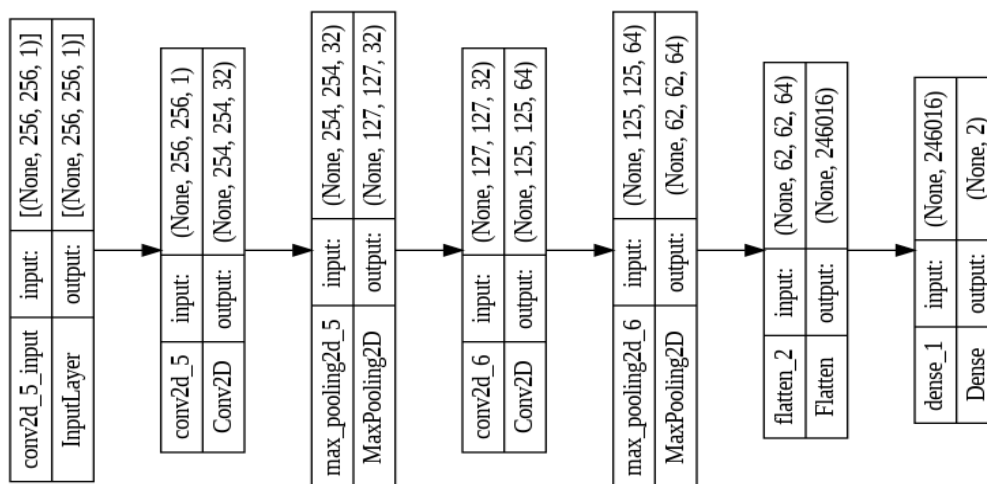 conv2d_5_input input: [(None, 256, 256, 1)]
InputLayer output: [(None, 256, 256, 1)]
conv2d_5 input: (None, 256, 256, 1)
Conv2D output: (None, 254, 254, 32)
max_pooling2d_5 input: (None, 254, 254, 32)
MaxPooling2D output: (None, 127, 127, 32)
conv2d_6 input: (None, 127, 127, 32)
Conv2D output: (None, 125, 125, 64)
max_pooling2d_6 input: (None, 125, 125, 64)
MaxPooling2D output: (None, 62, 62, 64)
flatten_2 input: (None, 62, 62, 64)
Flatten output: (None, 246016)
dense_1 input: (None, 246016)
Dense output: (None, 2)